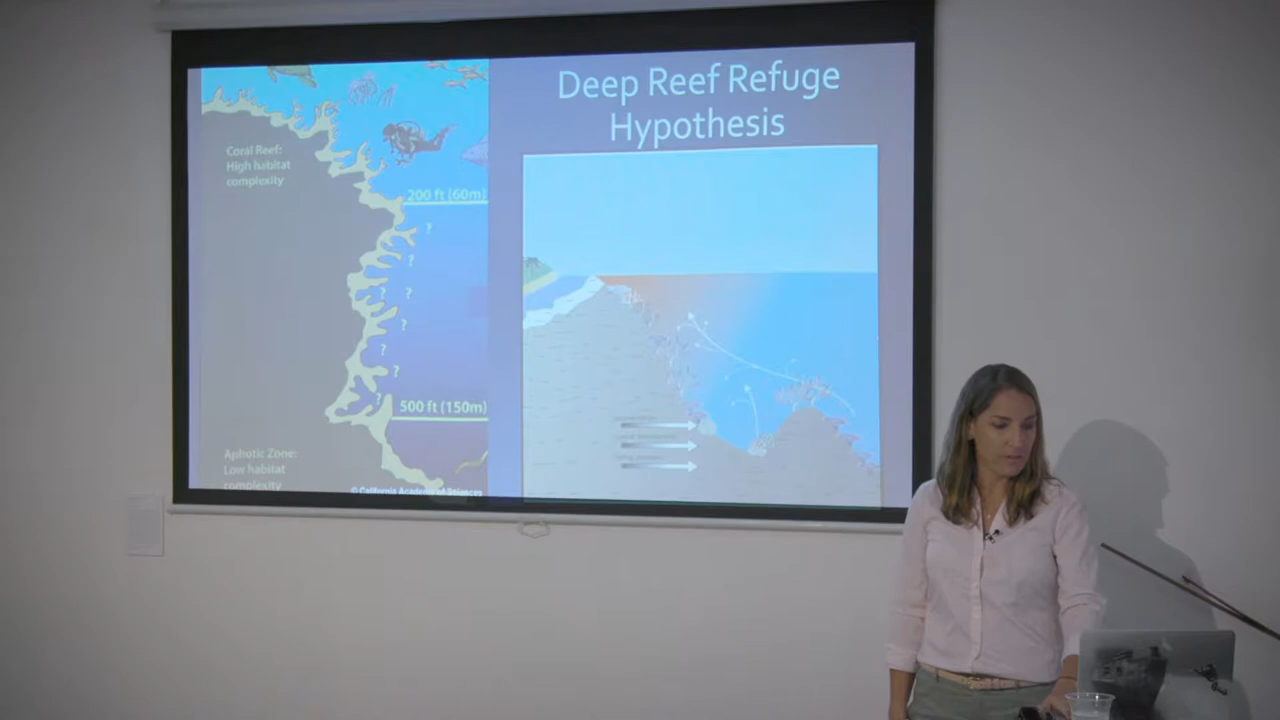 Deep Reef Refuge
Hypothesis
Coral Reef:
High habitat
complexity
200 ft (60m)
?
?
?
?
?
?
?
?
500 ft (150m)
Aphotic Zone:
Low habitat
complexity
© California Academy of Sciences